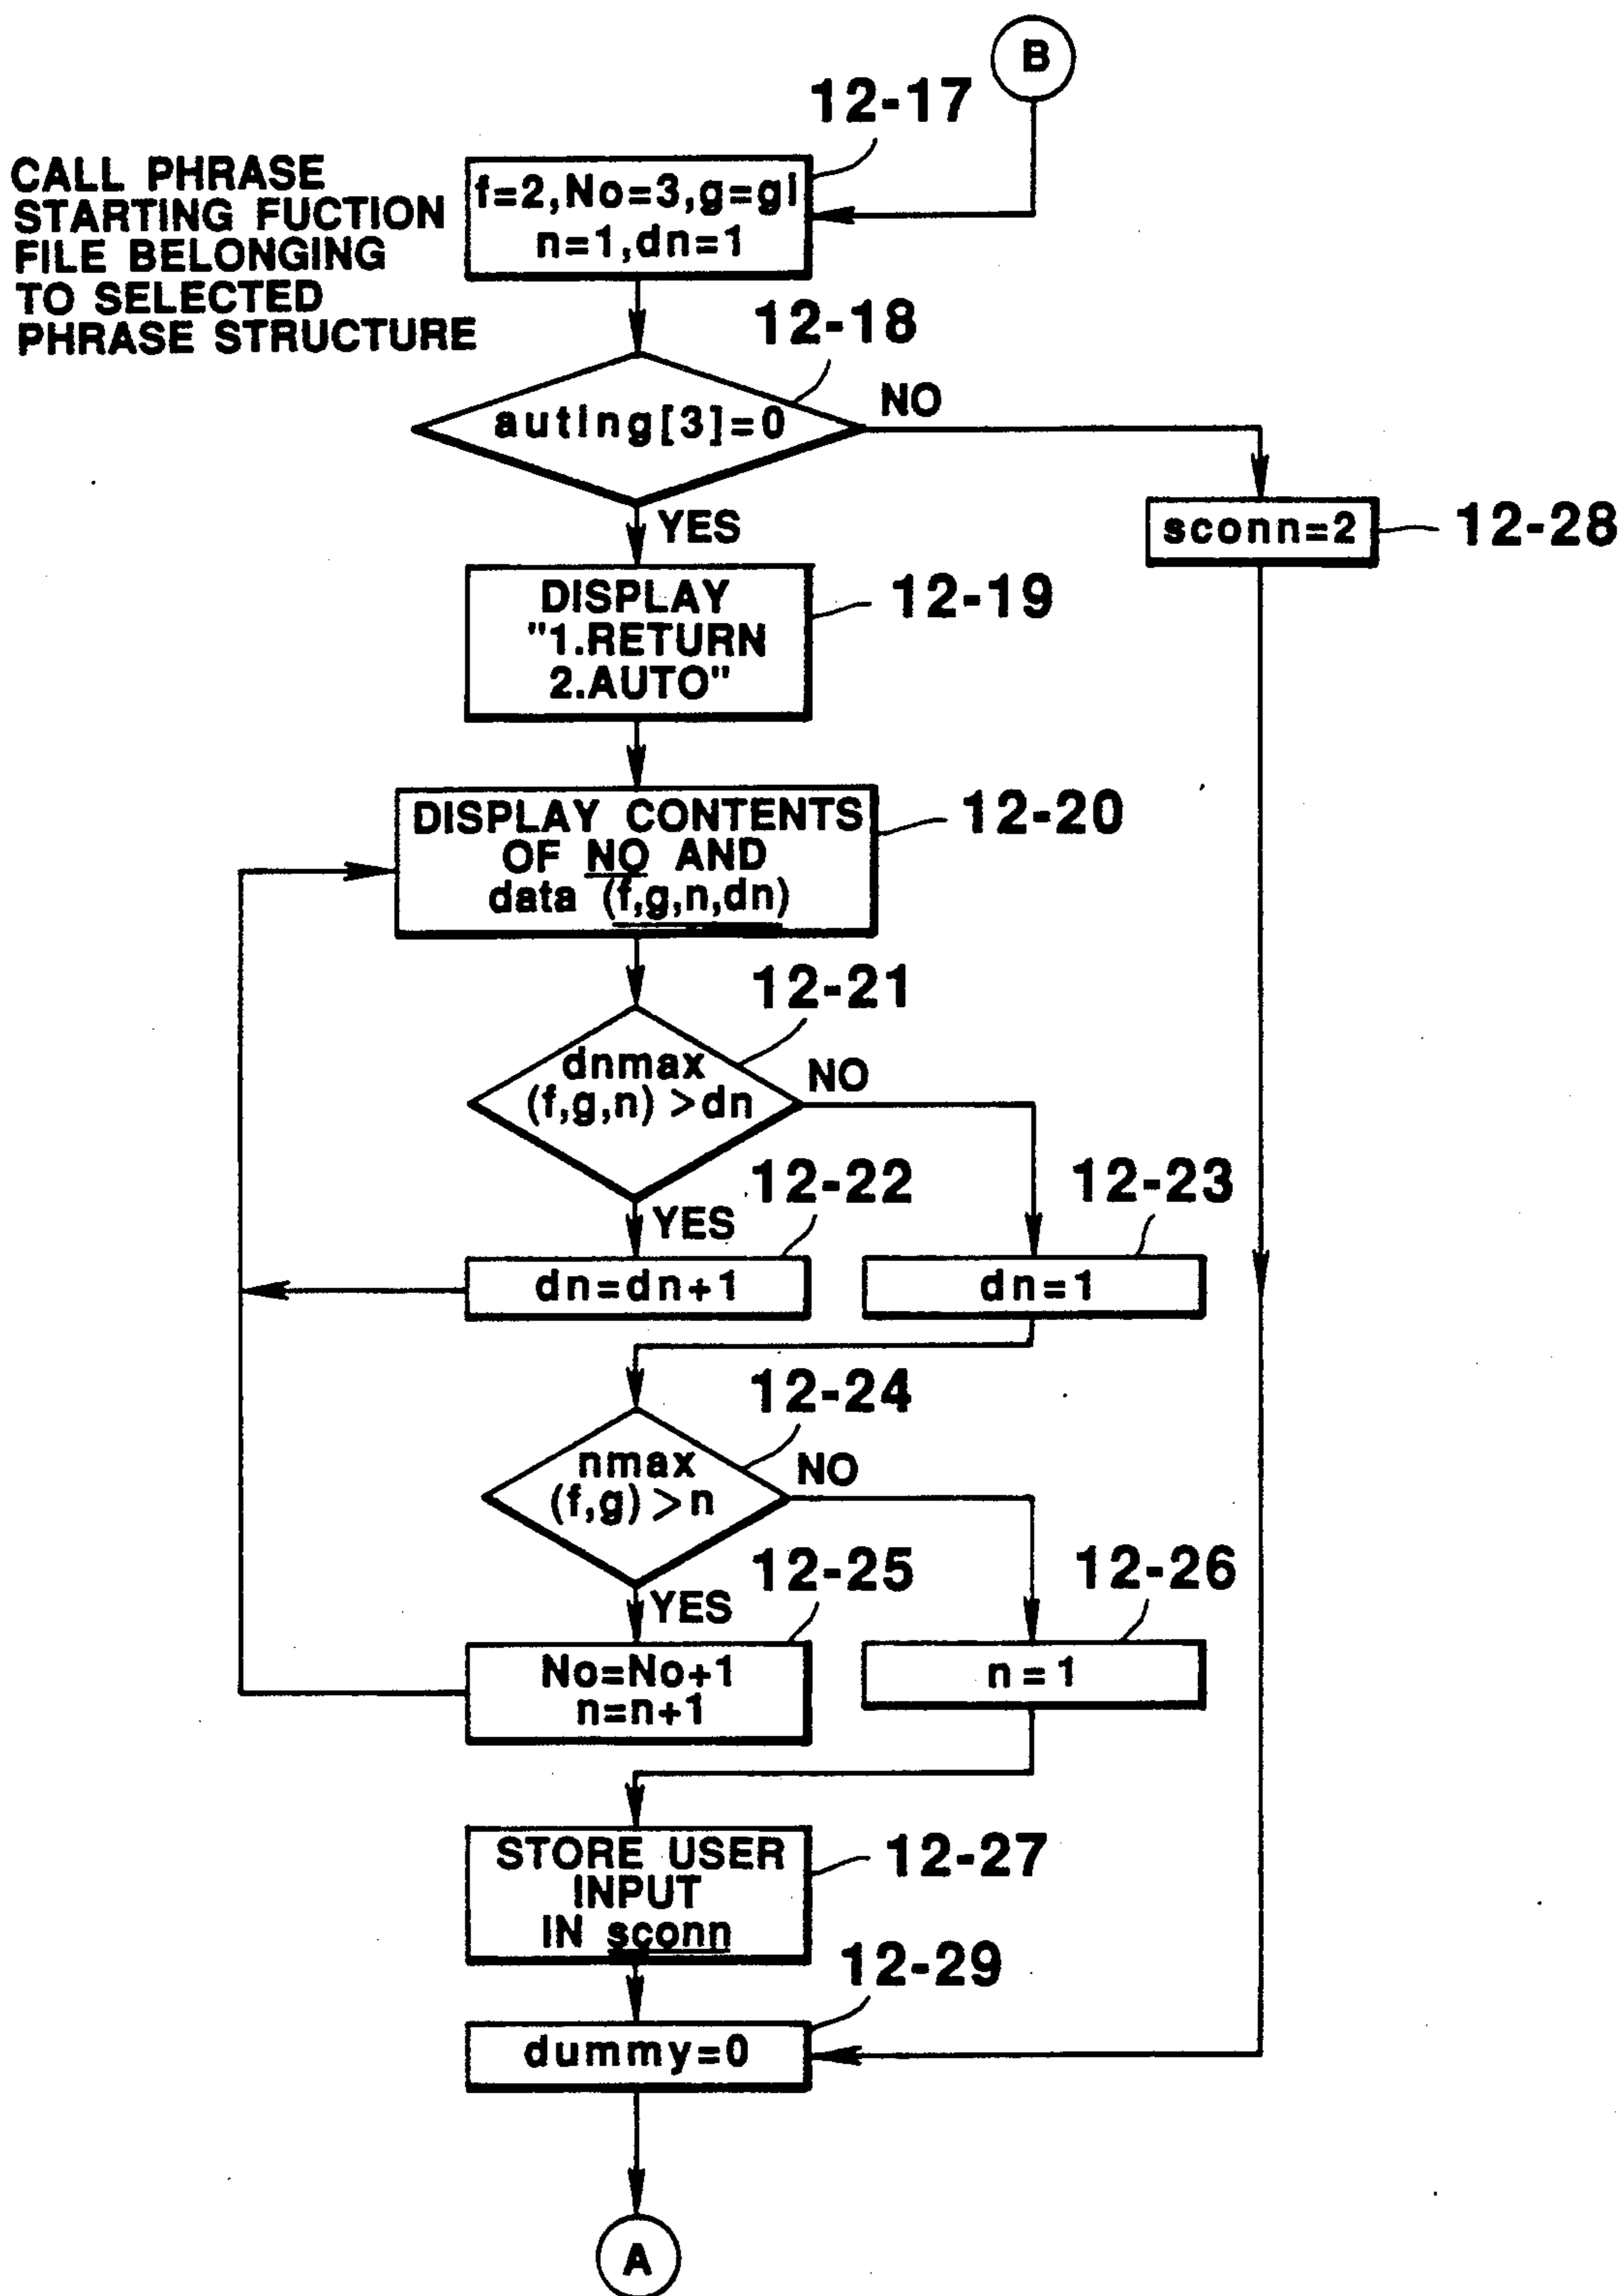 B
12-17
CALL PHRASE
STARTING FUCTION
FILE BELONGING
TO SELECTED
PHRASE STRUCTURE
f=2,No=3,g=gi
n=1,dn=1
12-18
auting[3]=0
NO
YES
sconn=2
12-28
DISPLAY
"1.RETURN
2.AUTO"
12-19
DISPLAY CONTENTS
OF NO AND
data (f,g,n,dn)
12-20
12-21
dnmax
(f,g,n) >dn
NO
YES
12-22
12-23
dn=dn+1
dn=1
12-24
nmax
(f,g) >n
NO
YES
12-25
12-26
No=No+1
n=n+1
n=1
STORE USER
INPUT
IN sconn
12-27
12-29
dummy=0
A